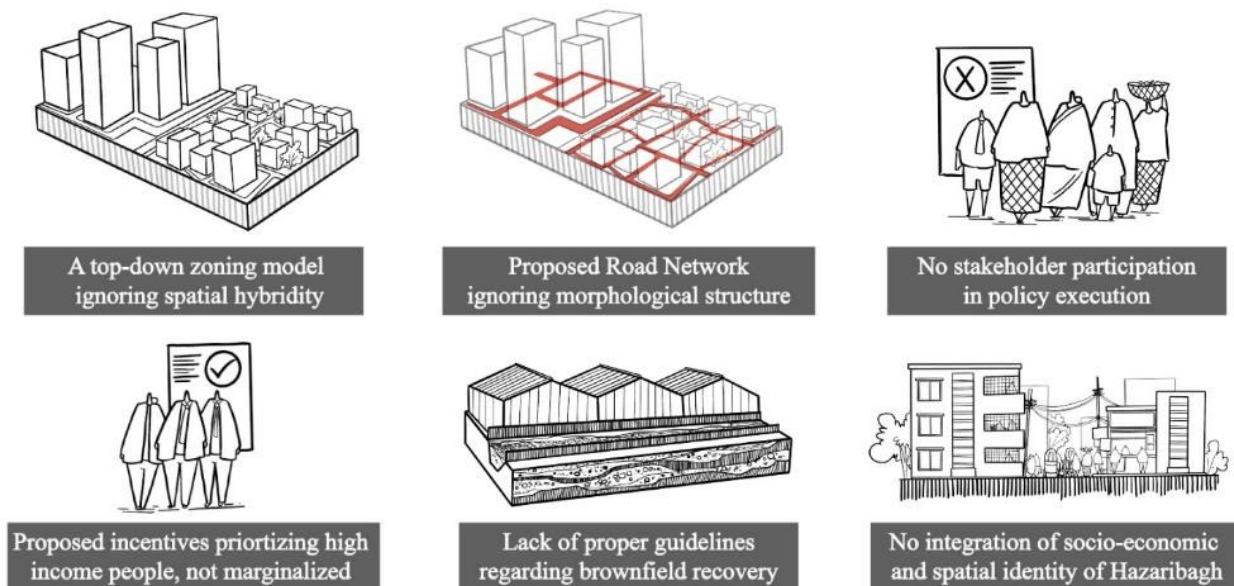 A top-down zoning model
ignoring spatial hybridity
Proposed Road Network
ignoring morphological structure
X
No stakeholder participation
in policy execution
Proposed incentives priortizing high
income people, not marginalized
Lack of proper guidelines
regarding brownfield recovery
No integration of socio-economic
and spatial identity of Hazaribagh